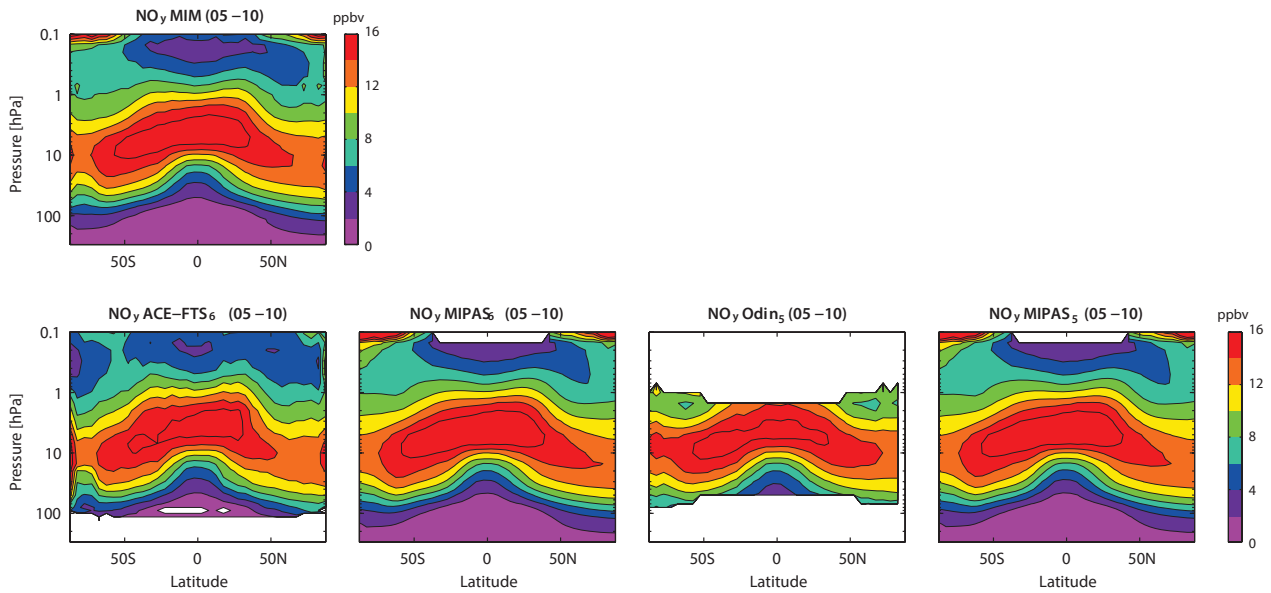 NOy MIM (05−10)
ppbv
0.1
1
10
100
Pressure [hPa]
50S 0 50N
16
12
8
4
0
NOy ACE−FTS6 (05−10)
NOy MIPAS6 (05−10)
NOy Odin5 (05−10)
NOy MIPAS5 (05−10)
ppbv
0.1
1
10
100
Pressure [hPa]
50S 0 50N
50S 0 50N
50S 0 50N
50S 0 50N
Latitude
Latitude
Latitude
Latitude
16
12
8
4
0